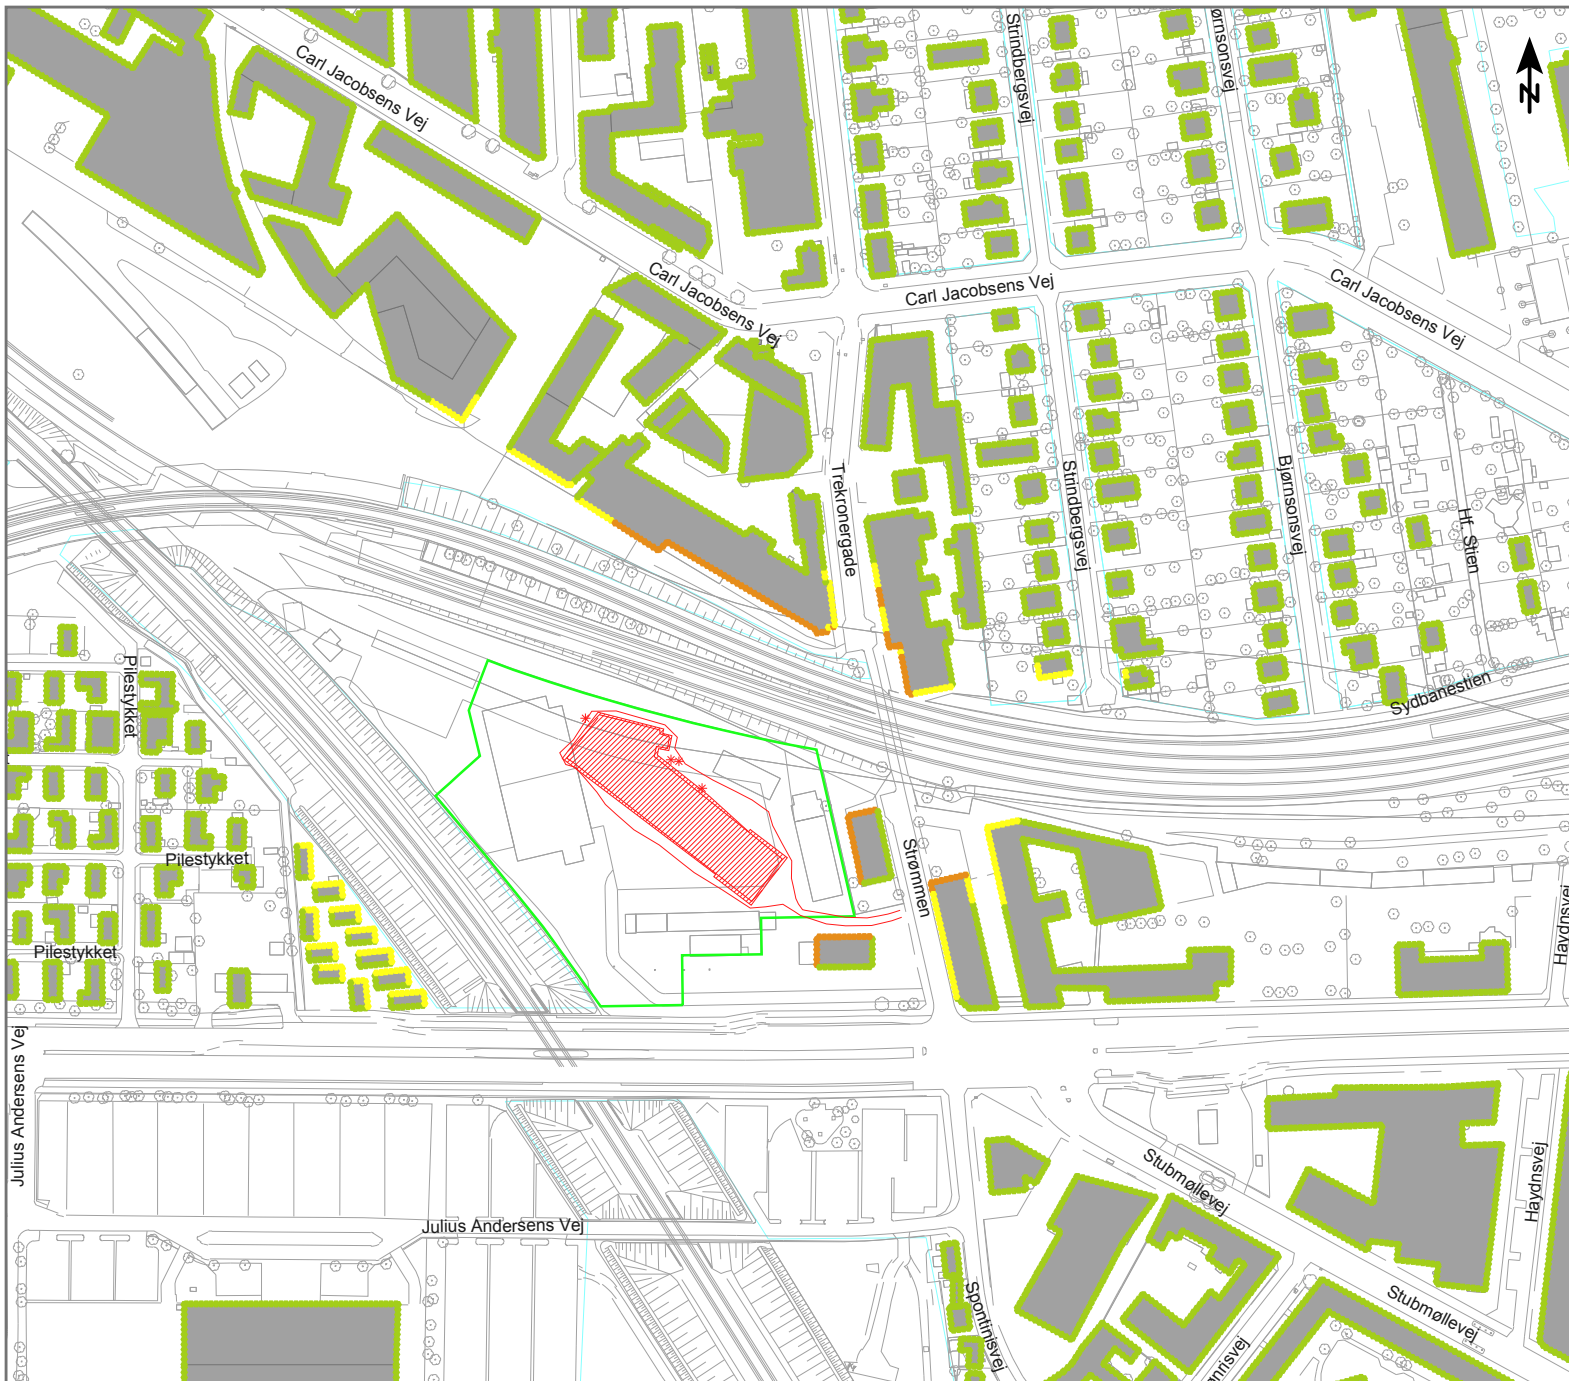 Carl Jacobsens Vej
Strindbergsvej
ørnsonsvej
N
Carl Jacobsens Vej
Carl Jacobsens Vej
Carl Jacobsens Vej
Trekronergade
Strindbergsvej
Bjørnsonsvej
Hf. Stien
Pilestykket
Sydbanestien
Pilestykket
Strømmen
Pilestykket
Haydnsvej
Julius Andersens Vej
Stubmøllevej
Haydnsvej
Julius Andersens Vej
Spontinisvej
Stubmøllevej